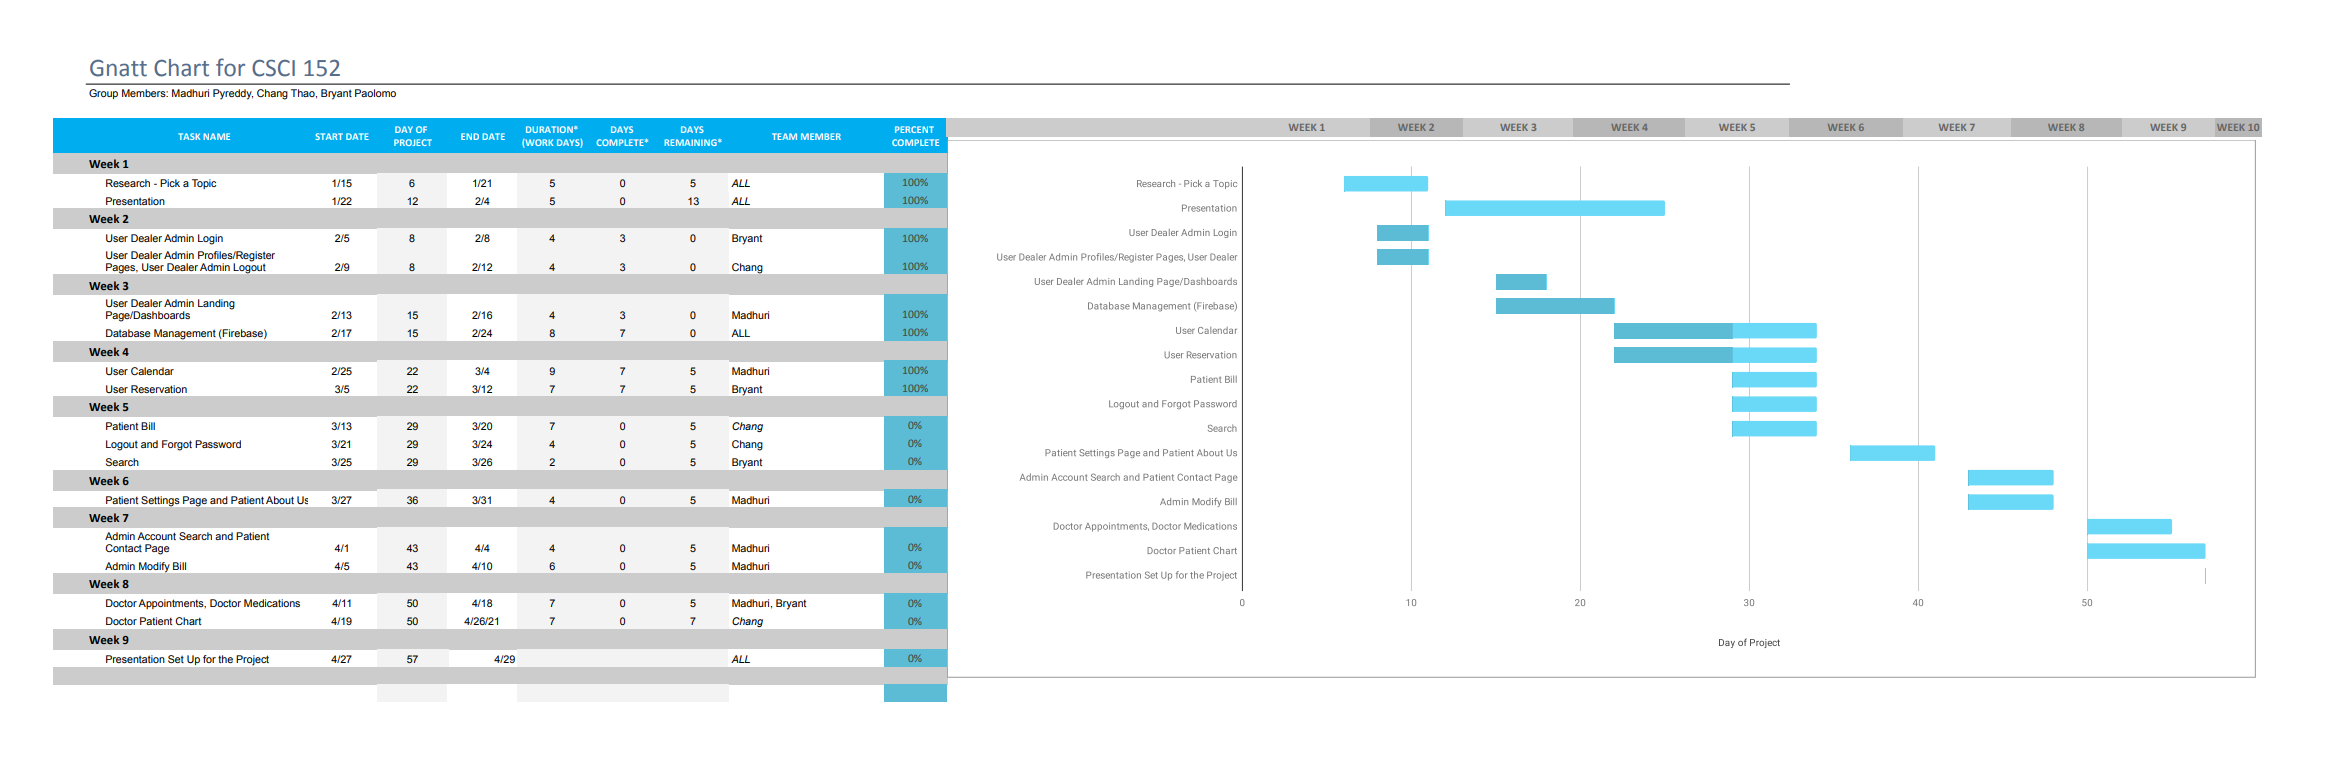 Gnatt Chart for CSCI 152
Group Members: Madhuri Pyreddy, Chang Thao, Bryant Paolomo
TASK NAME START DATE DAY OF PROJECT END DATE DURATION* (WORK DAYS) DAYS COMPLETE* DAYS REMAINING* TEAM MEMBER PERCENT COMPLETE
Week 1
Research - Pick a Topic 1/15 6 1/21 5 0 5 ALL 100%
Presentation 1/22 12 2/4 5 0 13 ALL 100%
Week 2
User Dealer Admin Login 2/5 8 2/8 4 3 0 Bryant 100%
User Dealer Admin Profiles/Register
Pages, User Dealer Admin Logout 2/9 8 2/12 4 3 0 Chang 100%
Week 3
User Dealer Admin Landing
Page/Dashboards 2/13 15 2/16 4 3 0 Madhuri 100%
Database Management (Firebase) 2/17 15 2/24 8 7 0 ALL 100%
Week 4
User Calendar 2/25 22 3/4 9 7 5 Madhuri 100%
User Reservation 3/5 22 3/12 7 7 5 Bryant 100%
Week 5
Patient Bill 3/13 29 3/20 7 0 5 Chang 0%
Logout and Forgot Password 3/21 29 3/24 4 0 5 Chang 0%
Search 3/25 29 3/26 2 0 5 Bryant 0%
Week 6
Patient Settings Page and Patient About Us 3/27 36 3/31 4 0 5 Madhuri 0%
Week 7
Admin Account Search and Patient
Contact Page 4/1 43 4/4 4 0 5 Madhuri 0%
Admin Modify Bill 4/5 43 4/10 6 0 5 Madhuri 0%
Week 8
Doctor Appointments, Doctor Medications 4/11 50 4/18 7 0 5 Madhuri, Bryant 0%
Doctor Patient Chart 4/19 50 4/26/21 7 0 7 Chang 0%
Week 9
Presentation Set Up for the Project 4/27 57 4/29 ALL 0%
WEEK 1 WEEK 2 WEEK 3 WEEK 4 WEEK 5 WEEK 6 WEEK 7 WEEK 8 WEEK 9 WEEK 10
Research - Pick a Topic
Presentation
User Dealer Admin Login
User Dealer Admin Profiles/Register Pages, User Dealer
User Dealer Admin Landing Page/Dashboards
Database Management (Firebase)
User Calendar
User Reservation
Patient Bill
Logout and Forgot Password
Search
Patient Settings Page and Patient About Us
Admin Account Search and Patient Contact Page
Admin Modify Bill
Doctor Appointments, Doctor Medications
Doctor Patient Chart
Presentation Set Up for the Project
0 10 20 30 40 50
Day of Project